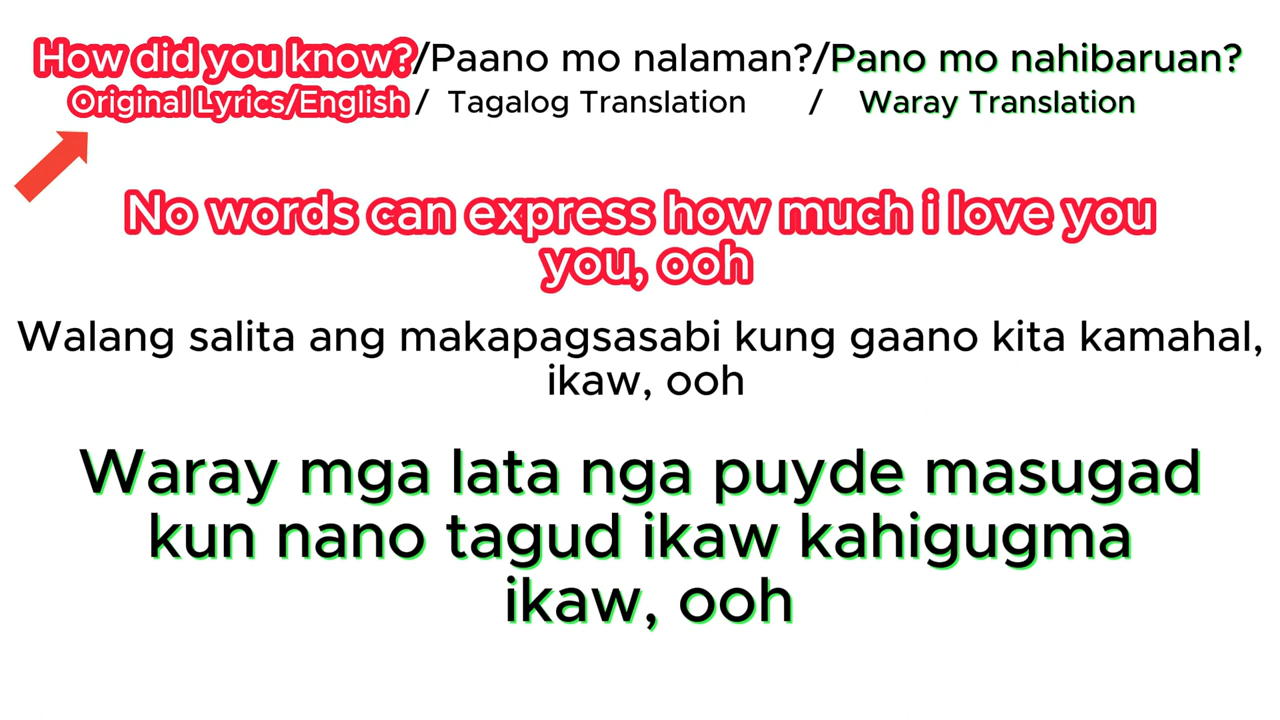 How did you know?/Paano mo nalaman?/Pano mo nahibaruan?
Original Lyrics/English / Tagalog Translation / Waray Translation
No words can express how much i love you
you, ooh
Walang salita ang makapagsasabi kung gaano kita kamahal,
ikaw, ooh
Waray mga lata nga puyde masugad
kun nano tagud ikaw kahigugma
ikaw, ooh